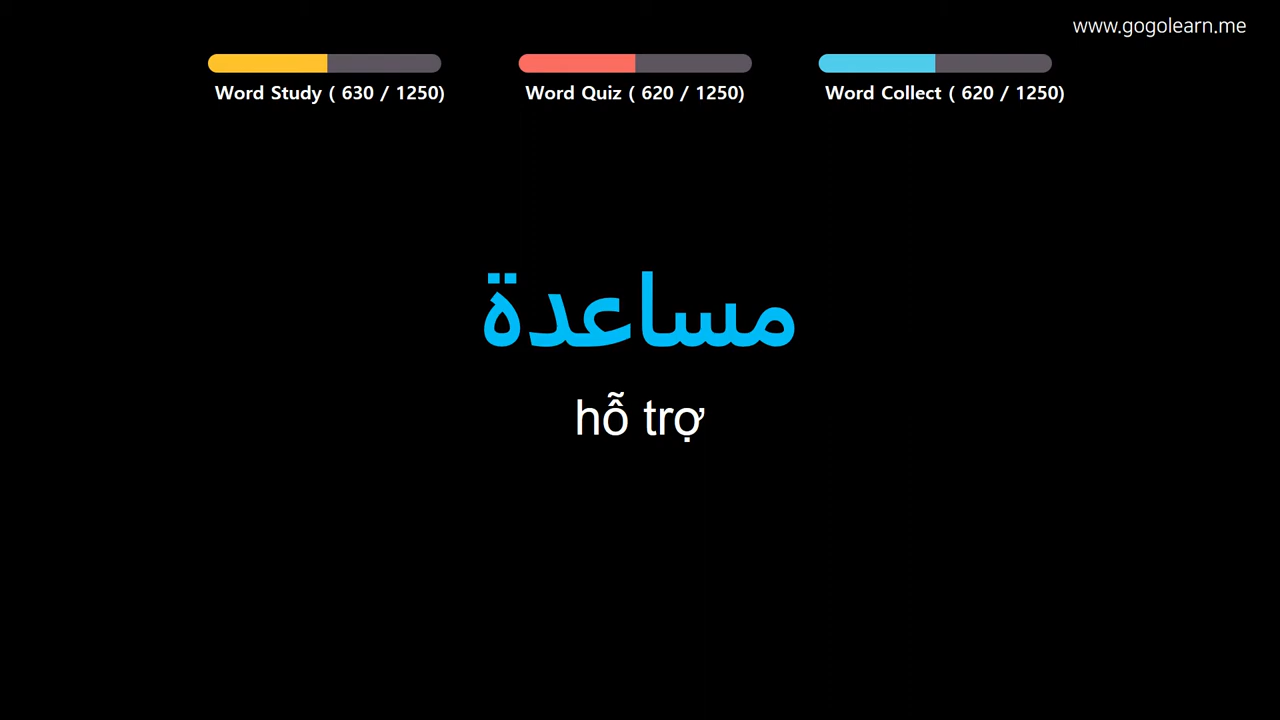 www.gogolearn.me
Word Study ( 630 / 1250)
Word Quiz ( 620 / 1250)
Word Collect ( 620 / 1250)
مساعدة
hỗ trợ